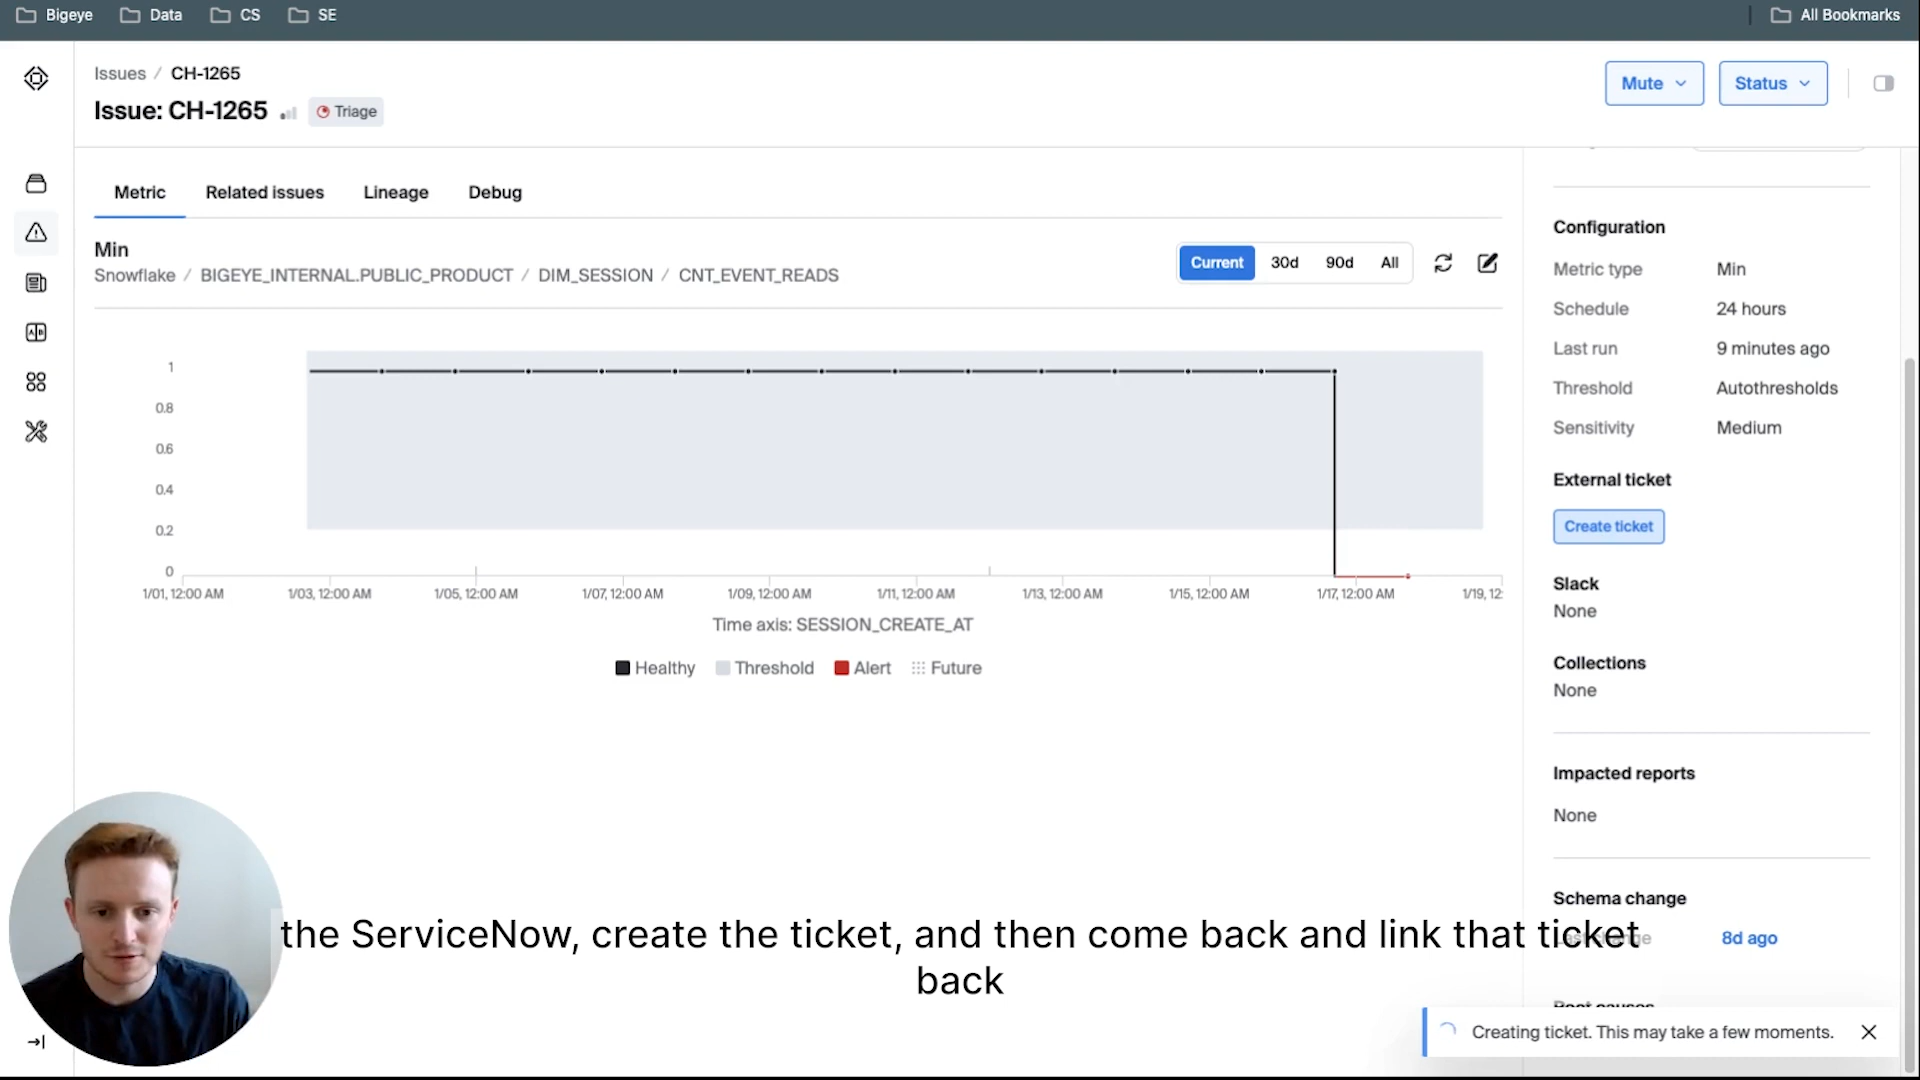 Bigeye Data CS SE All Bookmarks
Issues / CH-1265
Issue: CH-1265 Triage
Mute Status
Metric Related issues Lineage Debug
Min
Snowflake / BIGEYE_INTERNAL.PUBLIC_PRODUCT / DIM_SESSION / CNT_EVENT_READS
Current 30d 90d All
1
0.8
0.6
0.4
0.2
0
1/01, 12:00 AM 1/03, 12:00 AM 1/05, 12:00 AM 1/07, 12:00 AM 1/09, 12:00 AM 1/11, 12:00 AM 1/13, 12:00 AM 1/15, 12:00 AM 1/17, 12:00 AM 1/19, 12:
Time axis: SESSION_CREATE_AT
Healthy Threshold Alert Future
Configuration
Metric type Min
Schedule 24 hours
Last run 9 minutes ago
Threshold Autothresholds
Sensitivity Medium
External ticket
Create ticket
Slack
None
Collections
None
Impacted reports
None
Schema change
8d ago
the ServiceNow, create the ticket, and then come back and link that ticket
back
Creating ticket. This may take a few moments.